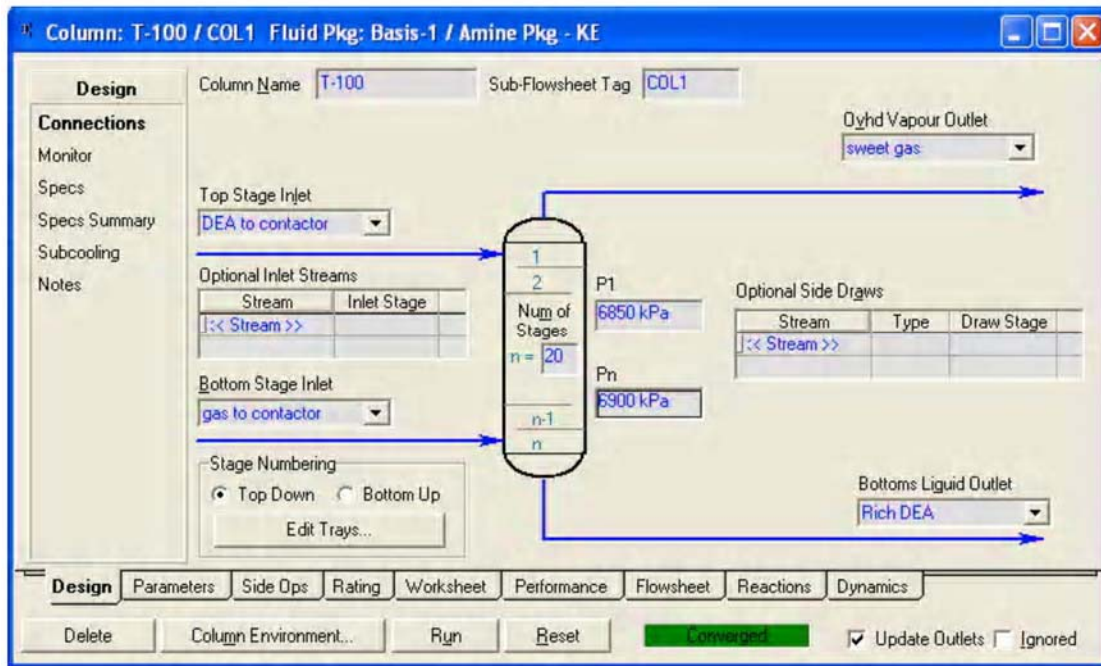 Column: T-100 / COL1 Fluid Pkg: Basis-1 / Amine Pkg - KE
Design
Connections
Monitor
Specs
Specs Summary
Subcooling
Notes
Column Name T-100 Sub-Flowsheet Tag COL1
Ovhd Vapour Outlet
sweet gas
Top Stage Inlet
DEA to contactor
Optional Inlet Streams
Stream Inlet Stage
<< Stream >>
Bottom Stage Inlet
gas to contactor
Stage Numbering
Top Down Bottom Up
Edit Trays...
1
2
Num of
Stages
n = 20
n-1
n
P1
6850 kPa
Pn
6900 kPa
Optional Side Draws
Stream Type Draw Stage
<< Stream >>
Bottoms Liquid Outlet
Rich DEA
Design Parameters Side Ops Rating Worksheet Performance Flowsheet Reactions Dynamics
Delete Column Environment... Run Reset Converged Update Outlets Ignored